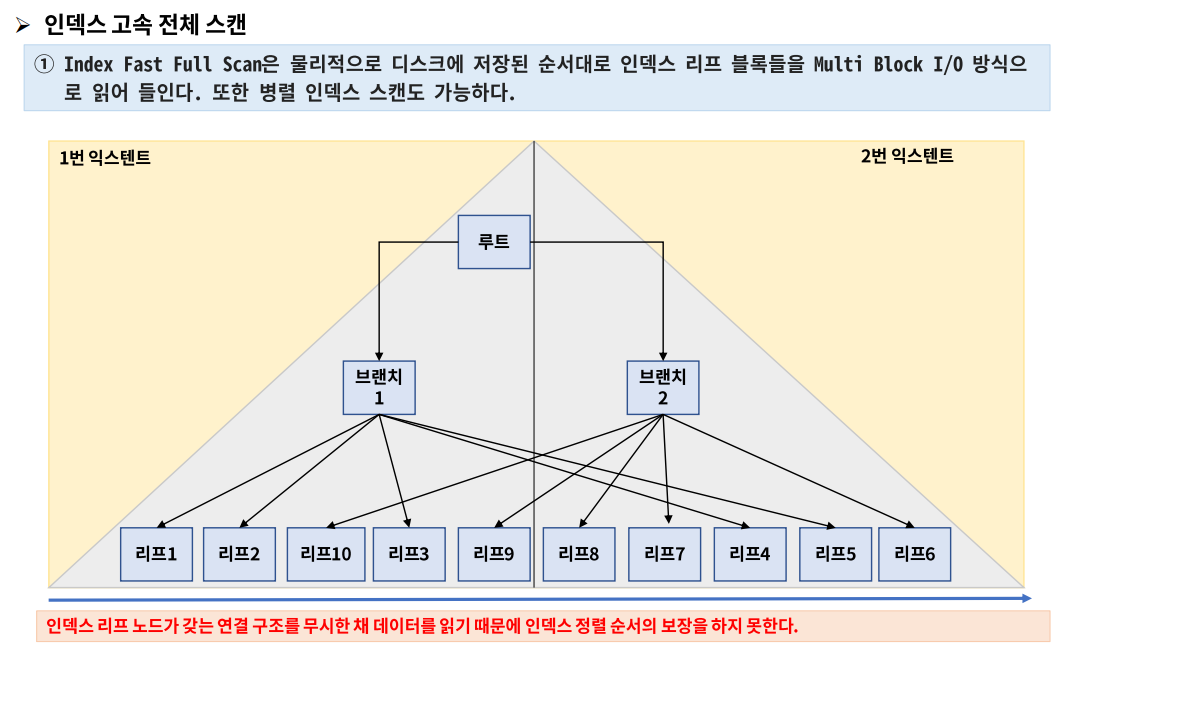 ➢ 인덱스 고속 전체 스캔
① Index Fast Full Scan은 물리적으로 디스크에 저장된 순서대로 인덱스 리프 블록들을 Multi Block I/O 방식으
로 읽어 들인다. 또한 병렬 인덱스 스캔도 가능하다.
1번 익스텐트
2번 익스텐트
루트
브랜치
1
브랜치
2
리프1
리프2
리프10
리프3
리프9
리프8
리프7
리프4
리프5
리프6
인덱스 리프 노드가 갖는 연결 구조를 무시한 채 데이터를 읽기 때문에 인덱스 정렬 순서의 보장을 하지 못한다.